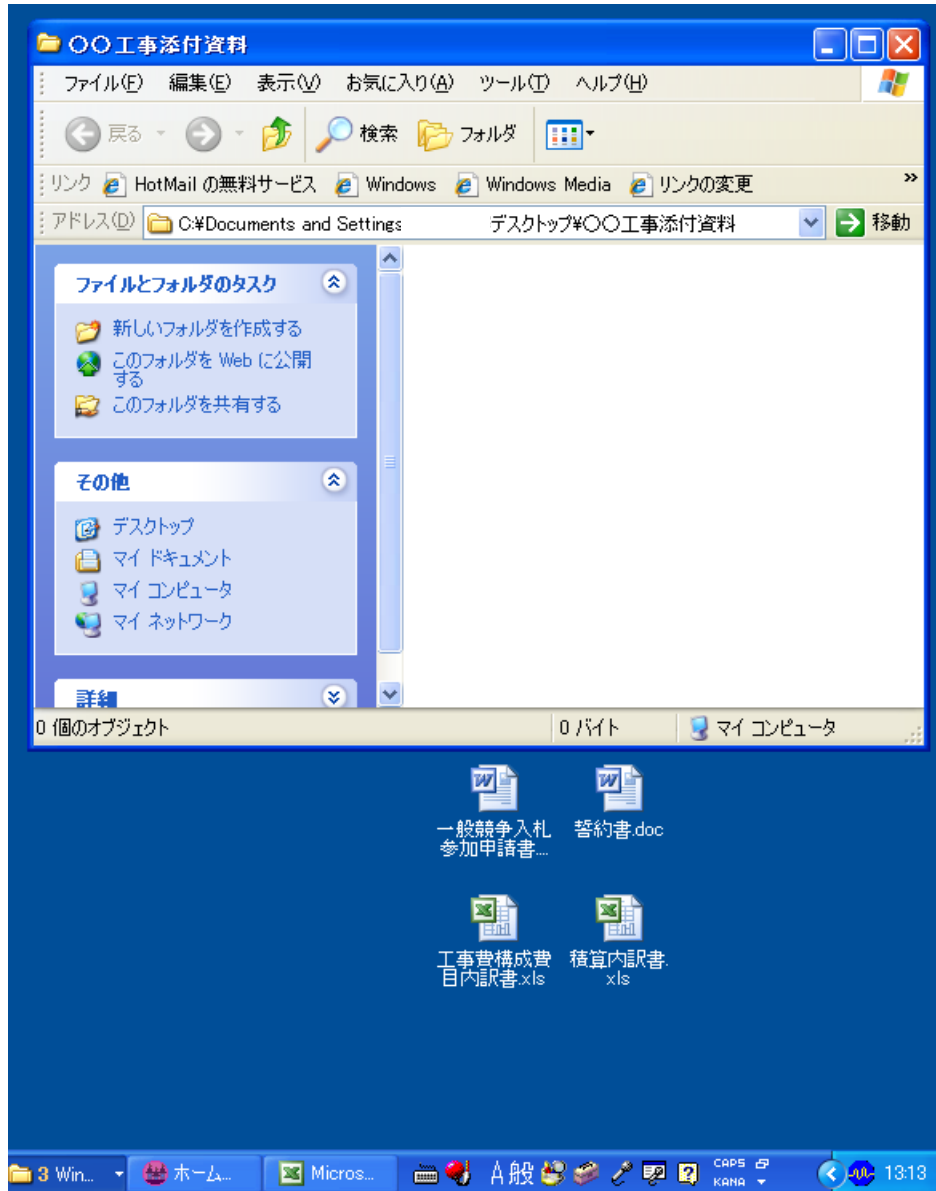 〇〇工事添付資料
ファイル(F) 編集(E) 表示(V) お気に入り(A) ツール(T) ヘルプ(H)
戻る 検索 フォルダ
リンク HotMail の無料サービス Windows Windows Media リンクの変更 »
アドレス(D) C:¥Documents and Settings デスクトップ¥〇〇工事添付資料 移動
ファイルとフォルダのタスク
新しいフォルダを作成する
このフォルダを Web に公開
する
このフォルダを共有する
その他
デスクトップ
マイ ドキュメント
マイ コンピュータ
マイ ネットワーク
詳細
0 個のオブジェクト 0 バイト マイ コンピュータ
一般競争入札
参加申請書...
誓約書.doc
工事費構成費
目内訳書.xls
積算内訳書.
xls
3 Win... ホーム... Micros... A 般 CAPS KANA 13:13